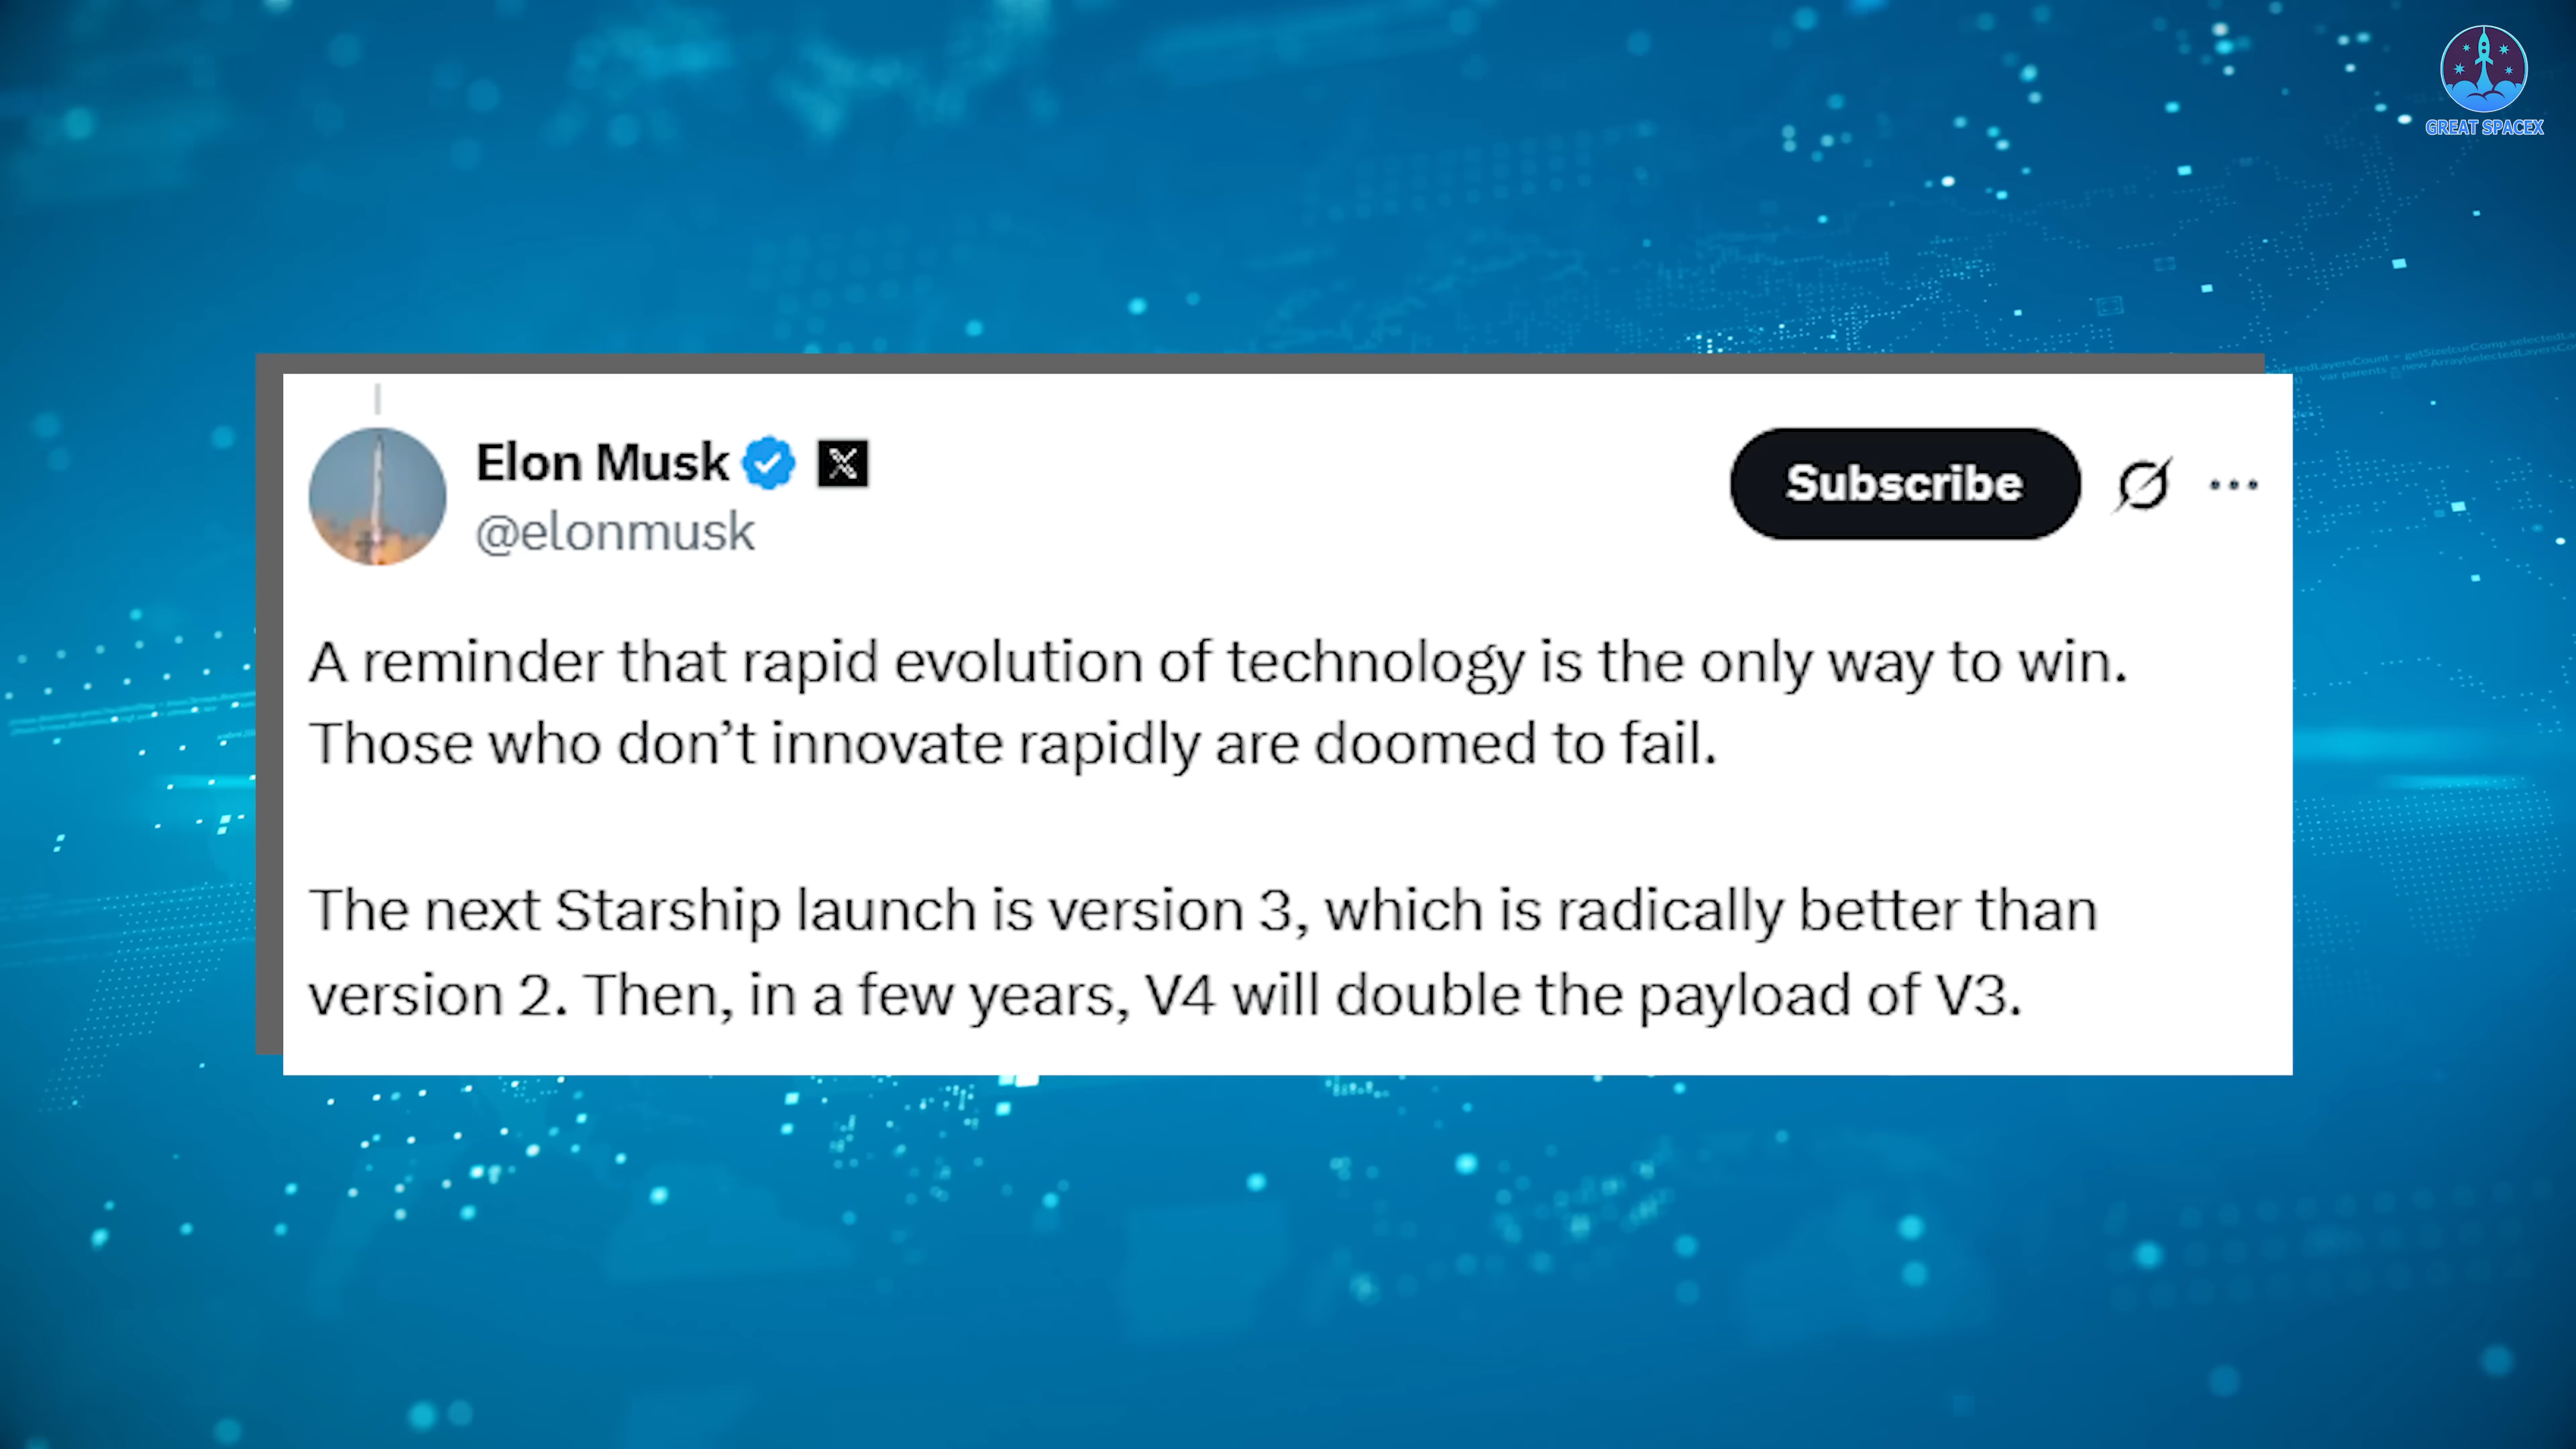 GREAT SPACEX
Elon Musk
@elonmusk
Subscribe
A reminder that rapid evolution of technology is the only way to win.
Those who don’t innovate rapidly are doomed to fail.
The next Starship launch is version 3, which is radically better than
version 2. Then, in a few years, V4 will double the payload of V3.